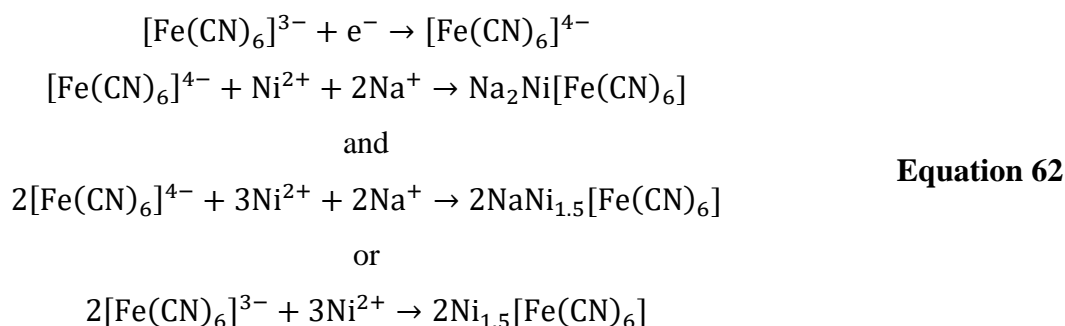 [Fe(CN)₆]³⁻ + e⁻ → [Fe(CN)₆]⁴⁻
[Fe(CN)₆]⁴⁻ + Ni²⁺ + 2Na⁺ → Na₂Ni[Fe(CN)₆]
and
2[Fe(CN)₆]⁴⁻ + 3Ni²⁺ + 2Na⁺ → 2NaNi₁.₅[Fe(CN)₆]
Equation 62
or
2[Fe(CN)₆]³⁻ + 3Ni²⁺ → 2Ni₁.₅[Fe(CN)₆]